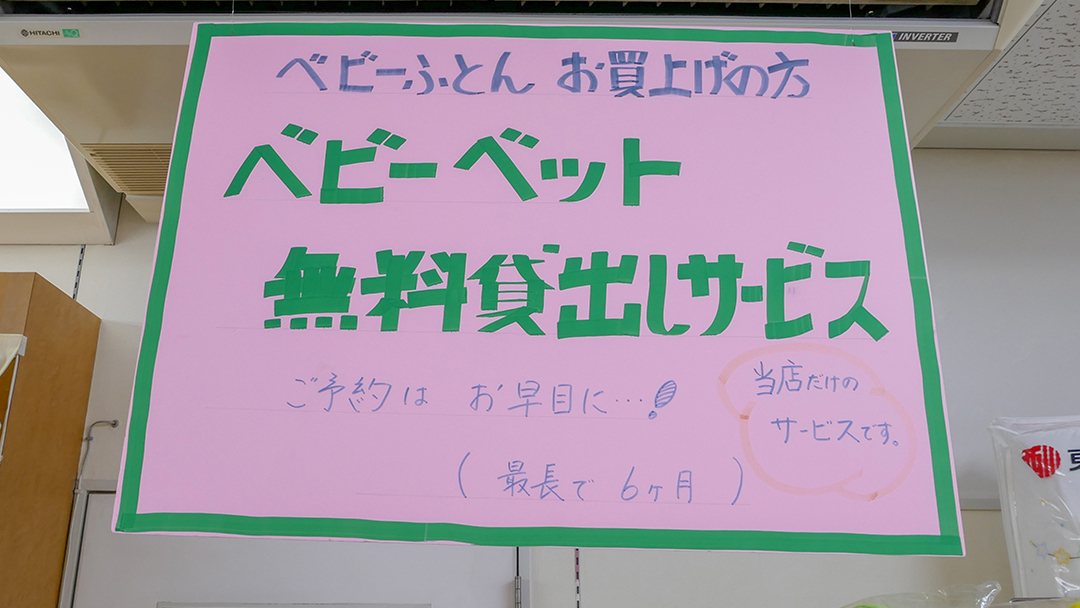 HITACHI
INVERTER
ベビーふとん お買上げの方
ベビーベット
無料貸出しサービス
ご予約は お早目に…!
当店だけの
サービスです。
(最長で 6ヶ月)